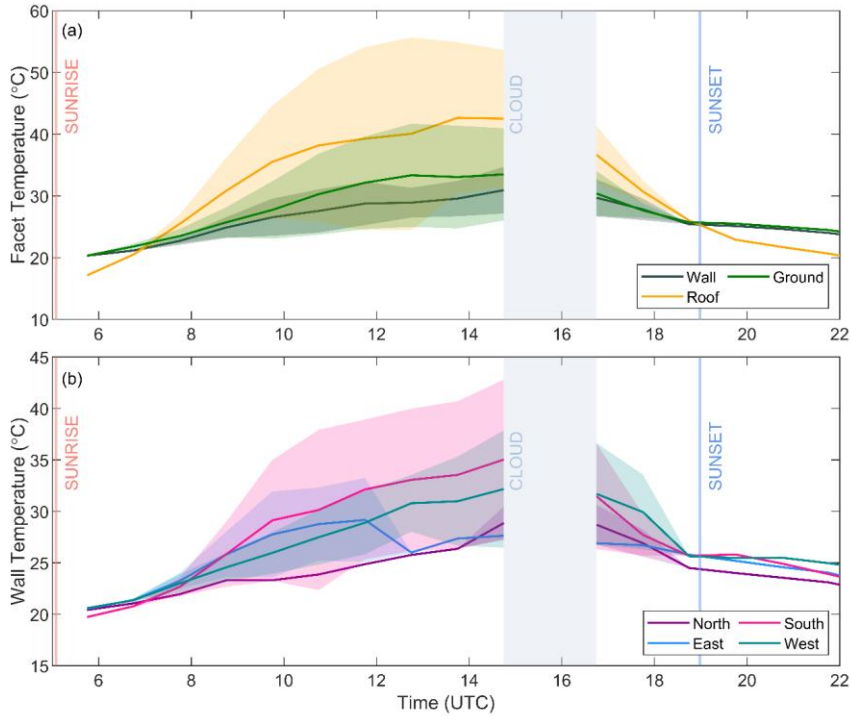 (a)
60
50
40
30
20
10
Facet Temperature (°C)
SUNRISE
CLOUD
SUNSET
Wall
Ground
Roof
6 8 10 12 14 16 18 20 22
(b)
45
40
35
30
25
20
15
Wall Temperature (°C)
SUNRISE
CLOUD
SUNSET
North
South
East
West
6 8 10 12 14 16 18 20 22
Time (UTC)